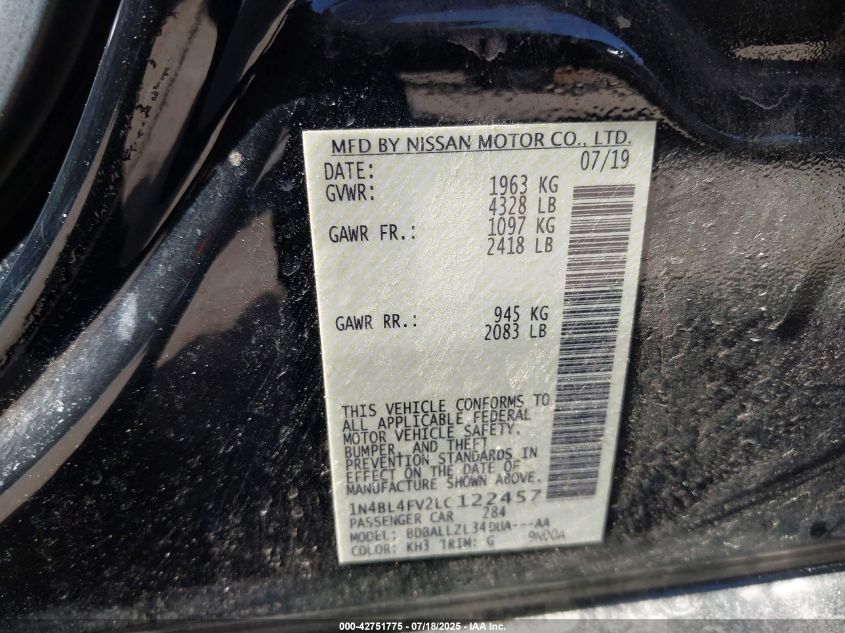 MFD BY NISSAN MOTOR CO., LTD.
DATE: 07/19
GVWR: 1963 KG
4328 LB
GAWR FR.: 1097 KG
2418 LB
GAWR RR.: 945 KG
2083 LB
THIS VEHICLE CONFORMS TO
ALL APPLICABLE FEDERAL
MOTOR VEHICLE SAFETY,
BUMPER, AND THEFT
PREVENTION STANDARDS IN
EFFECT ON THE DATE OF
MANUFACTURE SHOWN ABOVE.
1N4BL4FV2LC122457
PASSENGER CAR 284
MODEL: BDBALLZL34DUA---AA
COLOR: KH3 TRIM: G
000-42751775 - 07/18/2025 - IAA Inc.